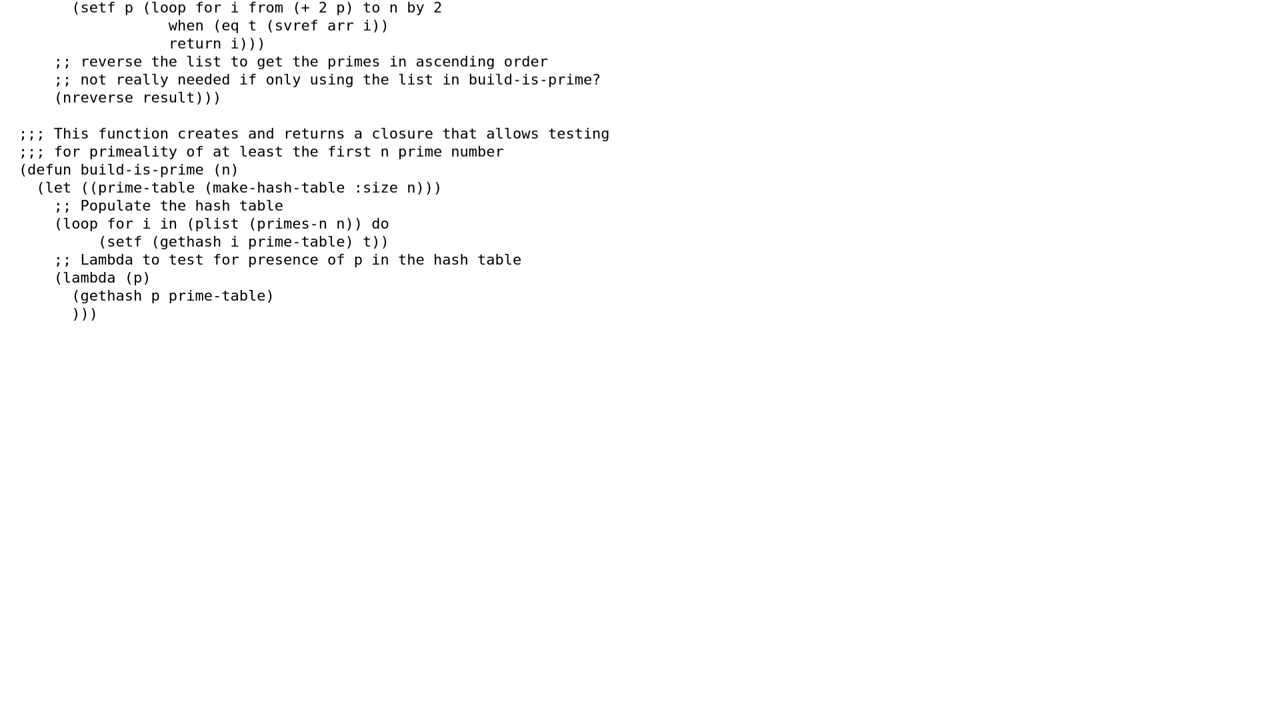 (setf p (loop for i from (+ 2 p) to n by 2
when (eq t (svref arr i))
return i)))
;; reverse the list to get the primes in ascending order
;; not really needed if only using the list in build-is-prime?
(nreverse result)))
;;; This function creates and returns a closure that allows testing
;;; for primeality of at least the first n prime number
(defun build-is-prime (n)
(let ((prime-table (make-hash-table :size n)))
;; Populate the hash table
(loop for i in (plist (primes-n n)) do
(setf (gethash i prime-table) t))
;; Lambda to test for presence of p in the hash table
(lambda (p)
(gethash p prime-table)
)))